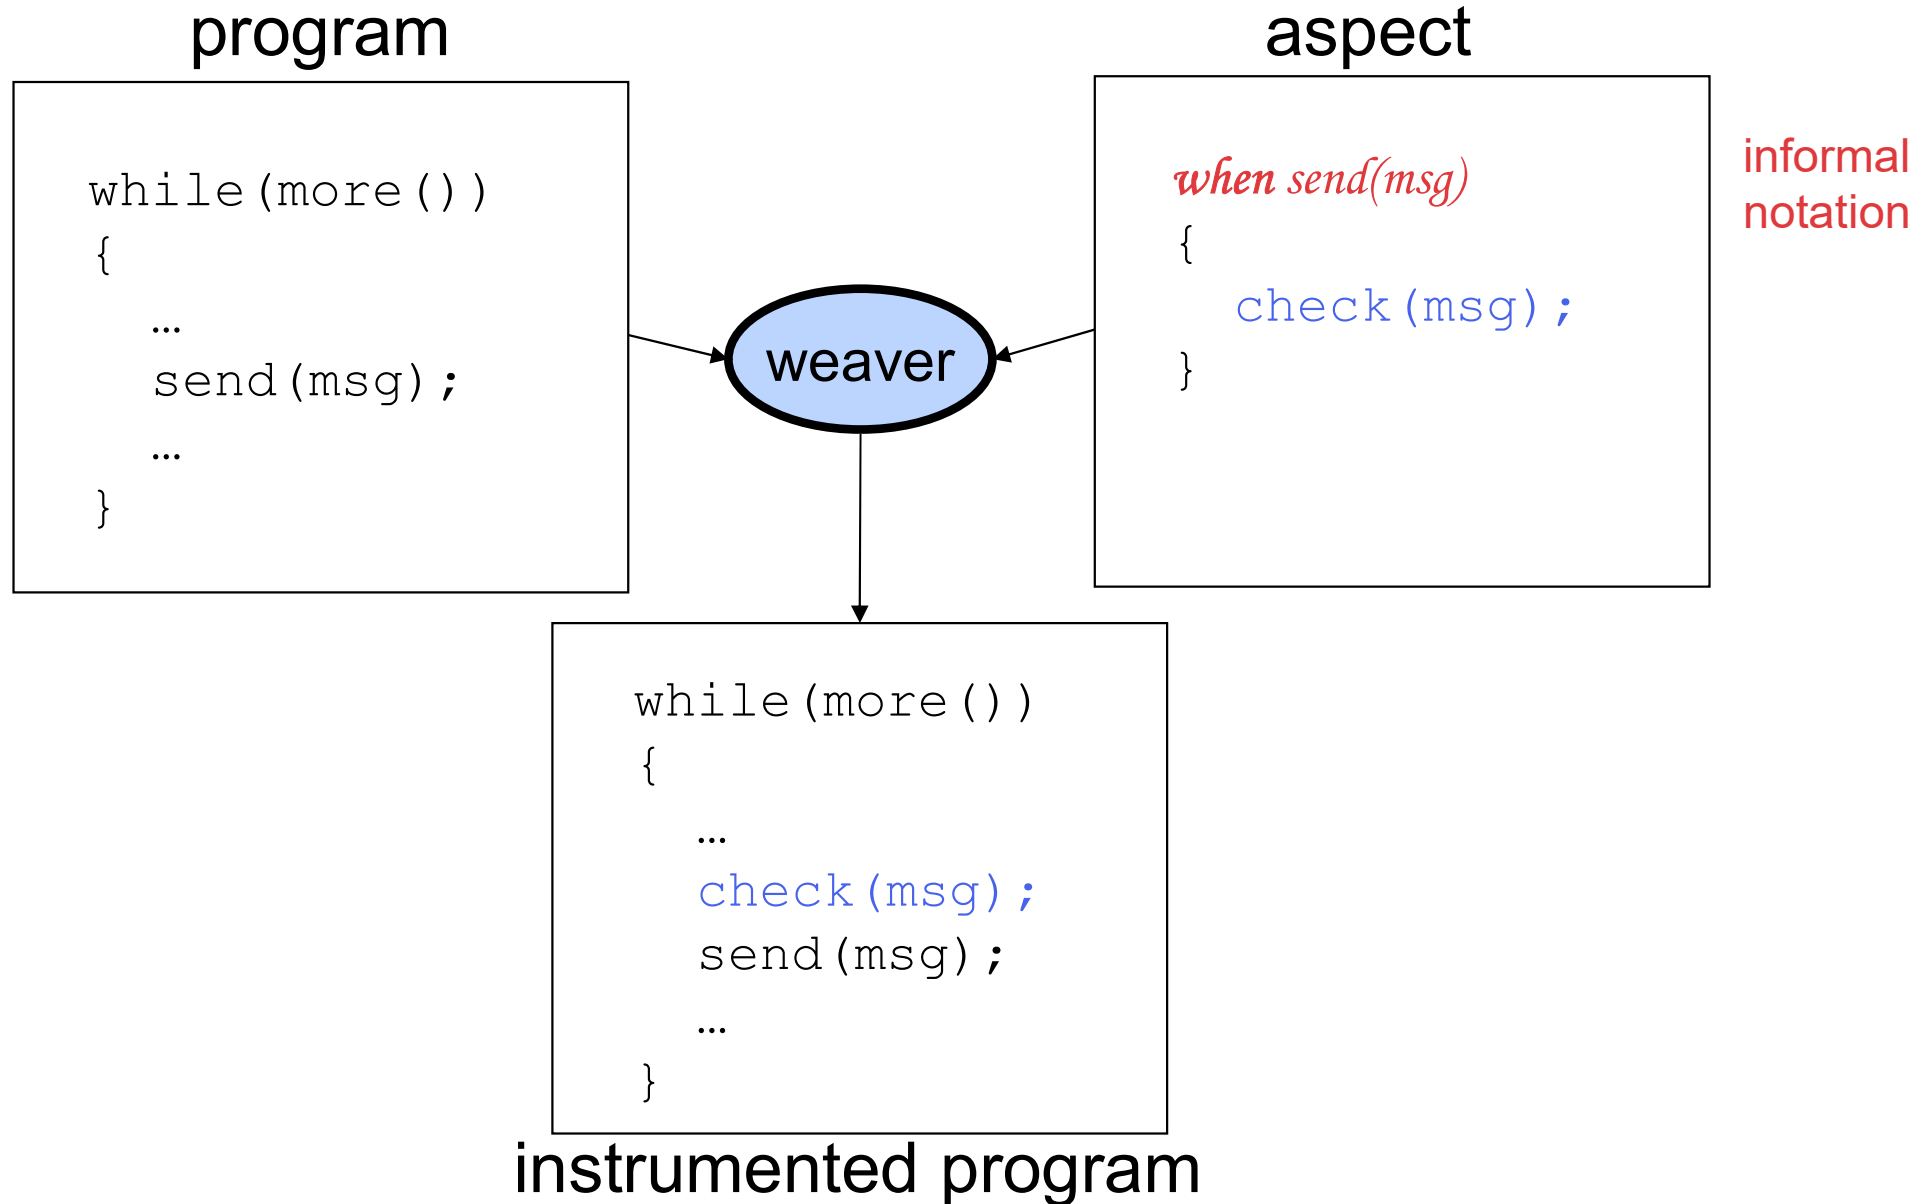 program
while(more())
{
…
send(msg);
…
}
aspect
when send(msg)
{
check(msg);
}
informal
notation
weaver
while(more())
{
…
check(msg);
send(msg);
…
}
instrumented program